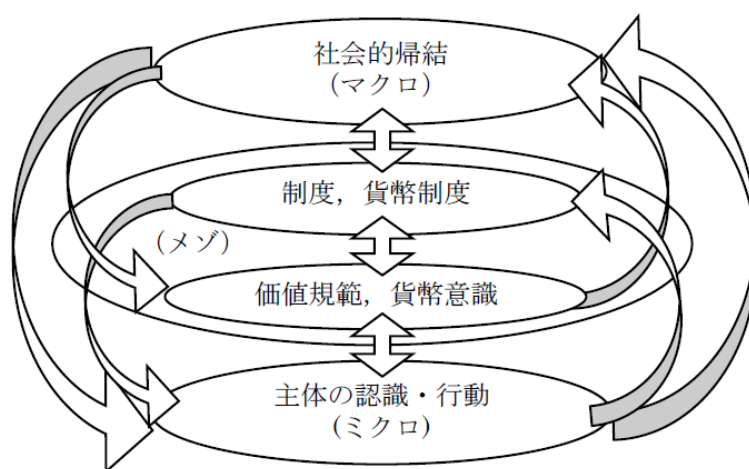 社会的帰結
(マクロ)
制度，貨幣制度
(メゾ)
価値規範，貨幣意識
主体の認識・行動
(ミクロ)